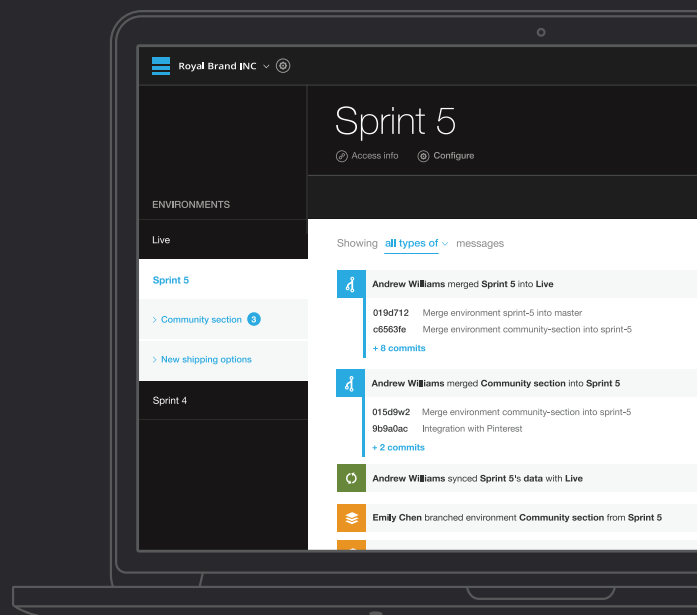 Royal Brand INC
Sprint 5
Access info Configure
ENVIRONMENTS
Live
Sprint 5
> Community section 3
> New shipping options
Sprint 4
Showing all types of messages
Andrew Williams merged Sprint 5 into Live
019d712 Merge environment sprint-5 into master
c6563fe Merge environment community-section into sprint-5
+ 8 commits
Andrew Williams merged Community section into Sprint 5
015d9w2 Merge environment community-section into sprint-5
9b9a0ac Integration with Pinterest
+ 2 commits
Andrew Williams synced Sprint 5's data with Live
Emily Chen branched environment Community section from Sprint 5